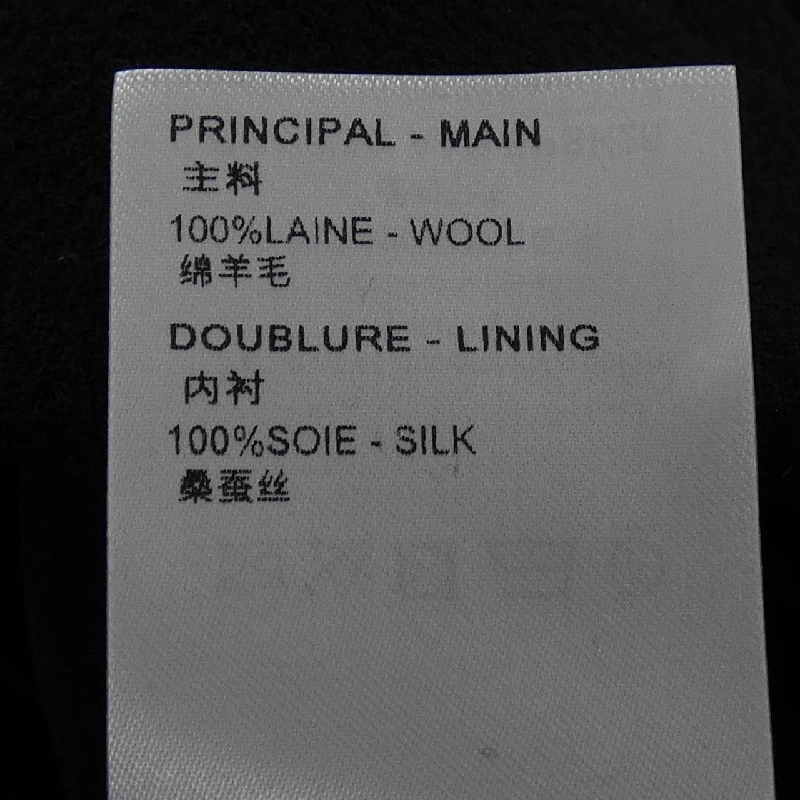 PRINCIPAL - MAIN
主料
100%LAINE - WOOL
绵羊毛
DOUBLURE - LINING
内衬
100%SOIE - SILK
桑蚕丝